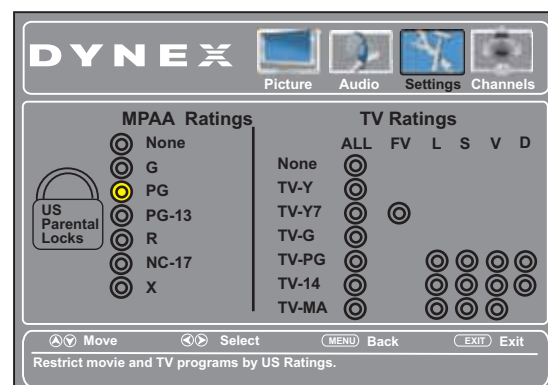 DYNEX
Picture Audio Settings Channels
MPAA Ratings
None
G
PG
PG-13
R
NC-17
X
US
Parental
Locks
TV Ratings
ALL FV L S V D
None
TV-Y
TV-Y7
TV-G
TV-PG
TV-14
TV-MA
Move Select MENU Back EXIT Exit
Restrict movie and TV programs by US Ratings.